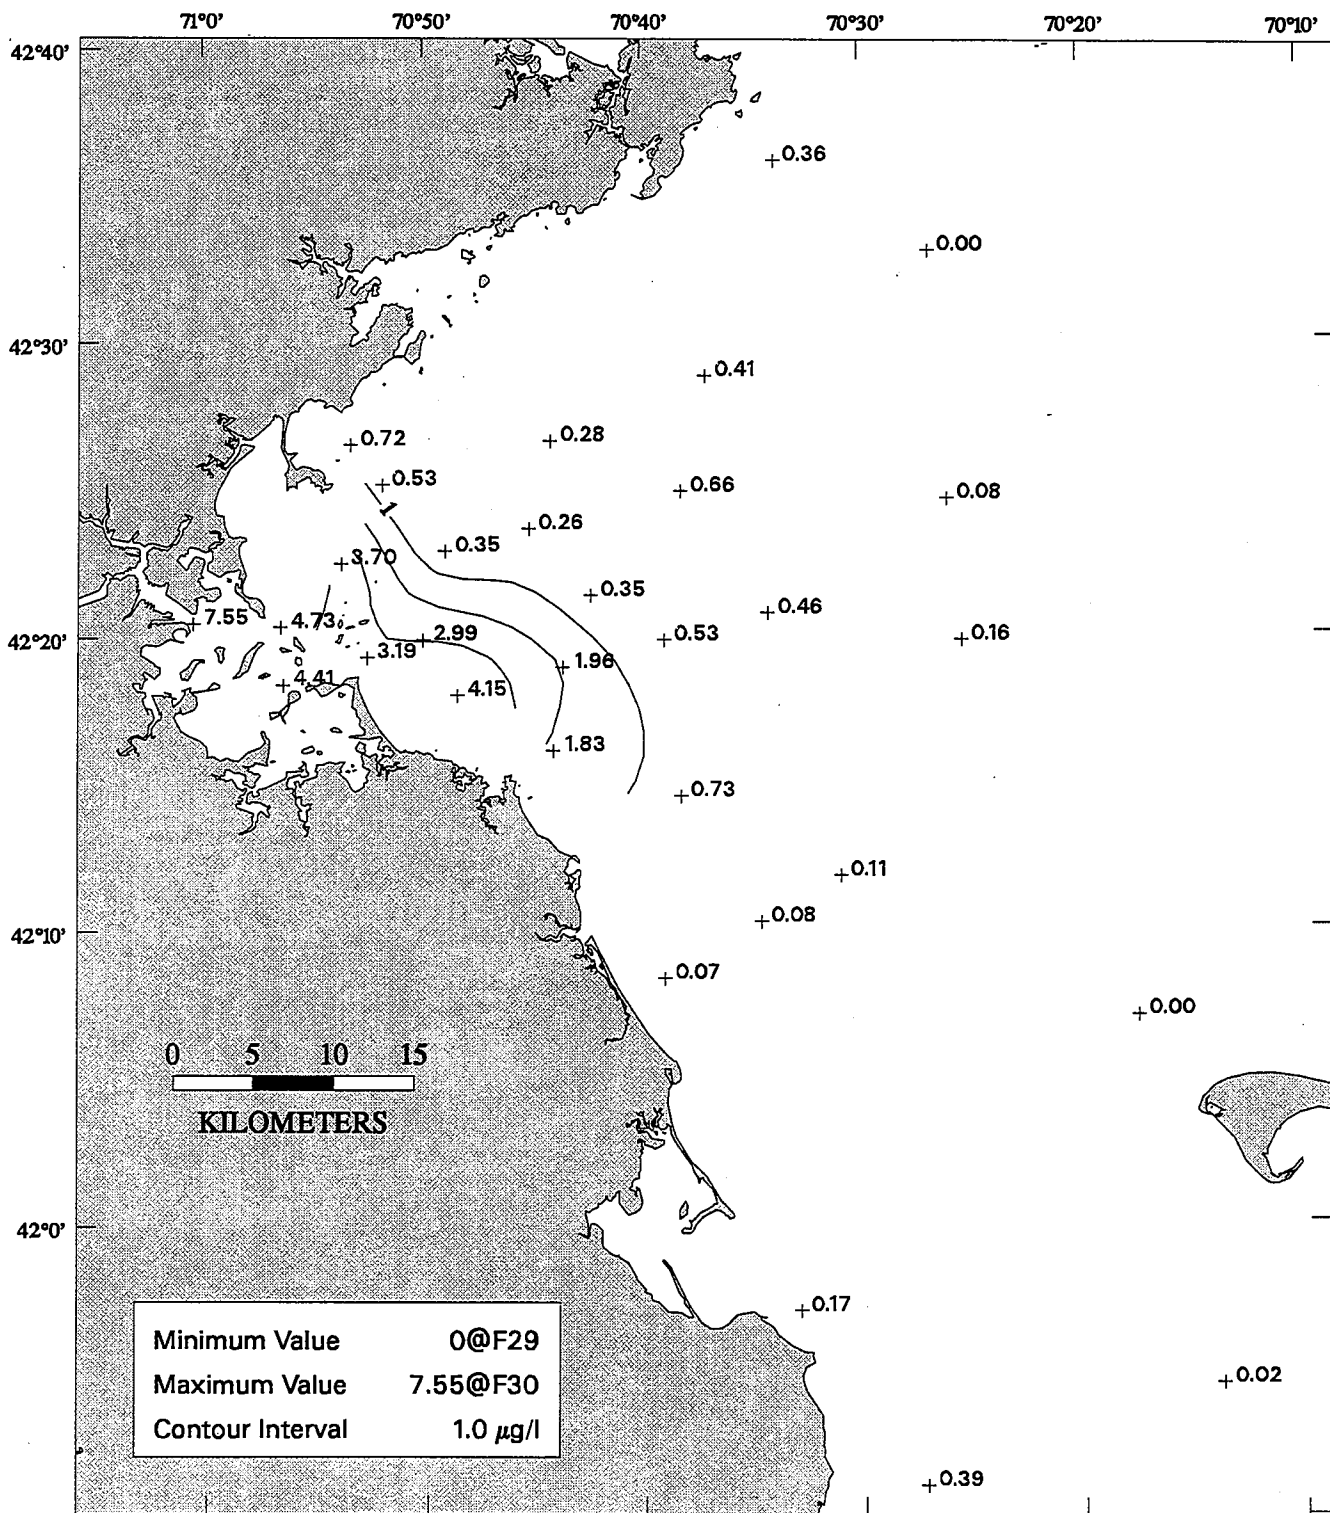 71°0' 70°50' 70°40' 70°30' 70°20' 70°10'
42°40'
0.36
0.00
42°30'
0.41
0.72 0.28
0.53 0.66 0.08
1
0.26
0.35
3.70
0.35
7.55 4.73 0.46
42°20' 2.99 0.53 0.16
3.19 1.96
4.41 4.15
1.83
0.73
0.11
0.08
42°10'
0.07
0.00
0 5 10 15
KILOMETERS
42°0'
0.17
Minimum Value 0@F29
0.02
Maximum Value 7.55@F30
Contour Interval 1.0 μg/l
0.39